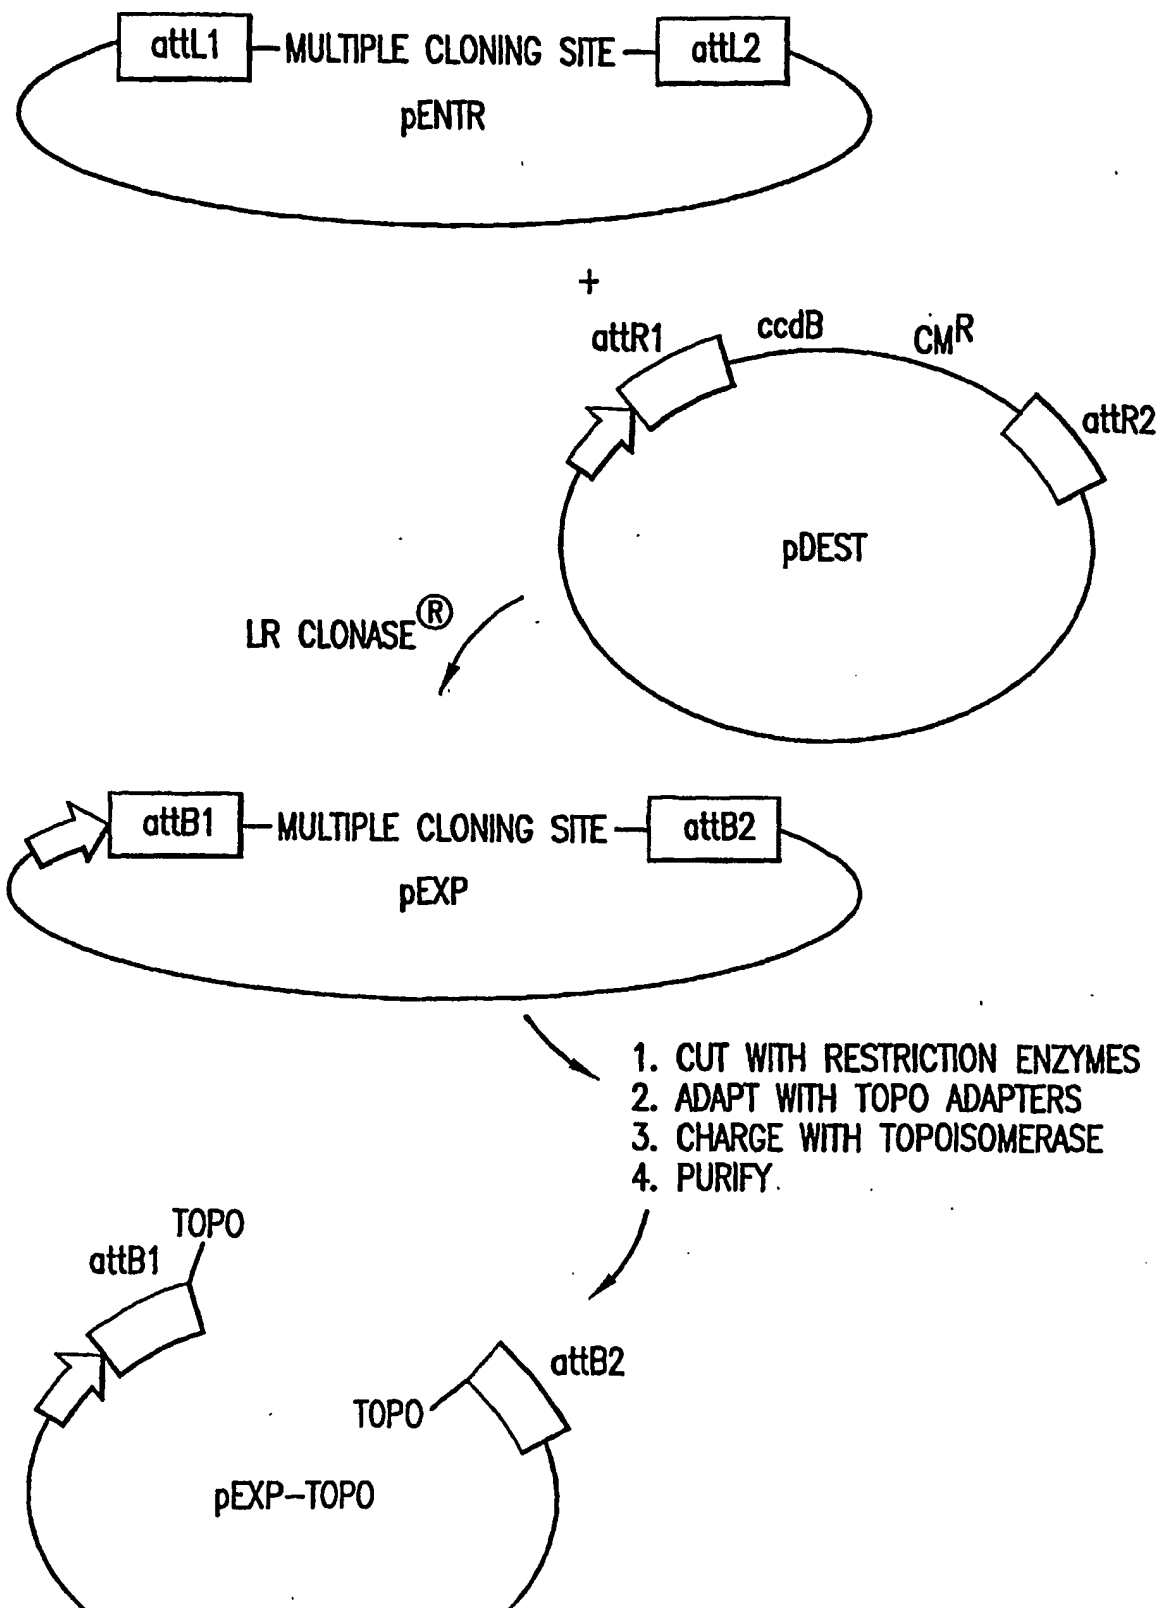 attL1 MULTIPLE CLONING SITE attL2
pENTR
+
attR1 ccdB CMR
attR2
pDEST
LR CLONASE®
attB1 MULTIPLE CLONING SITE attB2
pEXP
1. CUT WITH RESTRICTION ENZYMES
2. ADAPT WITH TOPO ADAPTERS
3. CHARGE WITH TOPOISOMERASE
4. PURIFY
TOPO
attB1
attB2
TOPO
pEXP-TOPO